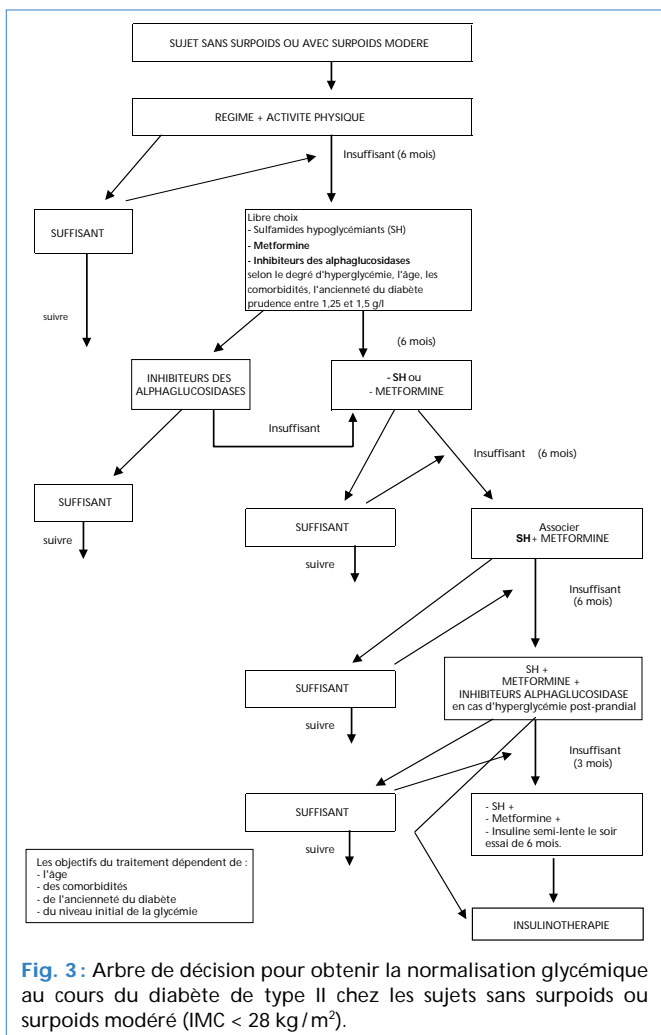 SUJET SANS SURPOIDS OU AVEC SURPOIDS MODERE
REGIME + ACTIVITE PHYSIQUE
Insuffisant (6 mois)
SUFFISANT
suivre
Libre choix
- Sulfamides hypoglycémiants (SH)
- Metformine
- Inhibiteurs des alphaglucosidases
selon le degré d'hyperglycémie, l'âge, les
comorbidités, l'ancienneté du diabète
prudence entre 1,25 et 1,5 g/l
(6 mois)
INHIBITEURS DES
ALPHAGLUCOSIDASES
- SH ou
- METFORMINE
Insuffisant
Insuffisant (6 mois)
SUFFISANT
suivre
SUFFISANT
suivre
Associer
SH+ METFORMINE
Insuffisant
(6 mois)
SUFFISANT
suivre
SH +
METFORMINE +
INHIBITEURS ALPHAGLUCOSIDASE
en cas d'hyperglycémie post-prandial
Insuffisant
(3 mois)
SUFFISANT
suivre
- SH +
- Metformine +
- Insuline semi-lente le soir
essai de 6 mois.
Les objectifs du traitement dépendent de :
- l'âge
- des comorbidités
- de l'ancienneté du diabète
- du niveau initial de la glycémie
INSULINOTHERAPIE
Fig. 3 : Arbre de décision pour obtenir la normalisation glycémique
au cours du diabète de type II chez les sujets sans surpoids ou
surpoids modéré (IMC < 28 kg/m²).